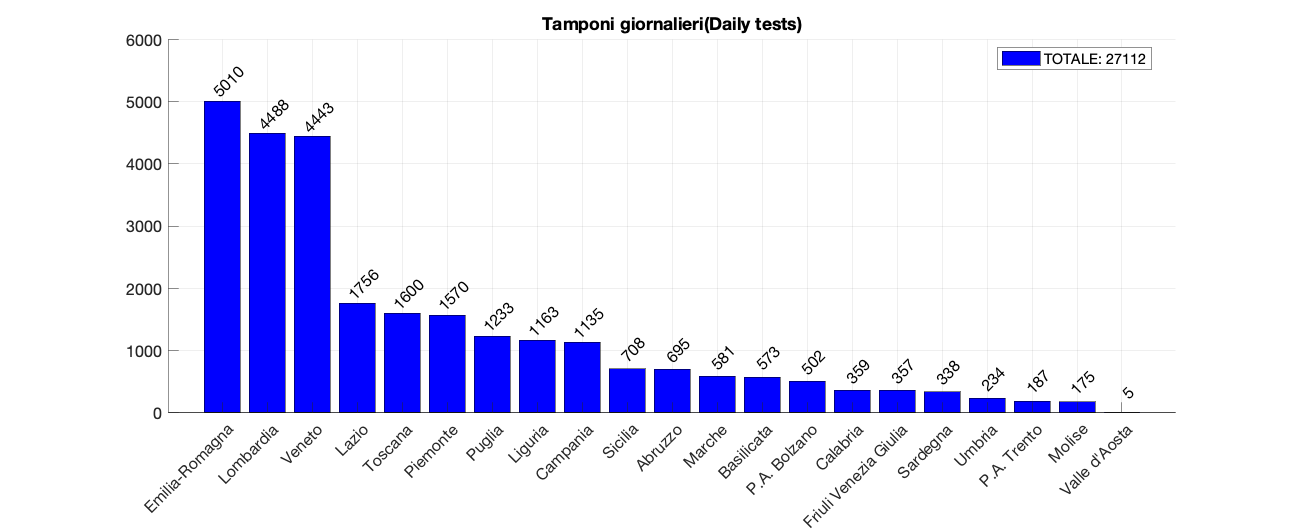 Tamponi giornalieri(Daily tests)
TOTALE: 27112
6000
5000
4000
3000
2000
1000
0
5010
4488
4443
1756
1600
1570
1233
1163
1135
708
695
581
573
502
359
357
338
234
187
175
5
Emilia-Romagna
Lombardia
Veneto
Lazio
Toscana
Piemonte
Puglia
Liguria
Campania
Sicilia
Abruzzo
Marche
Basilicata
P.A. Bolzano
Calabria
Friuli Venezia Giulia
Sardegna
Umbria
P.A. Trento
Molise
Valle d'Aosta